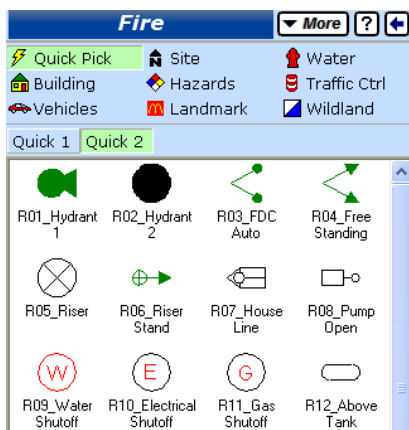 Fire More ?
Quick Pick N Site Water
Building Hazards Traffic Ctrl
Vehicles Landmark Wildland
Quick 1 Quick 2
R01_Hydrant R02_Hydrant R03_FDC R04_Free
1 2 Auto Standing
R05_Riser R06_Riser R07_House R08_Pump
Stand Line Open
W E G
R09_Water R10_Electrical R11_Gas R12_Above
Shutoff Shutoff Shutoff Tank